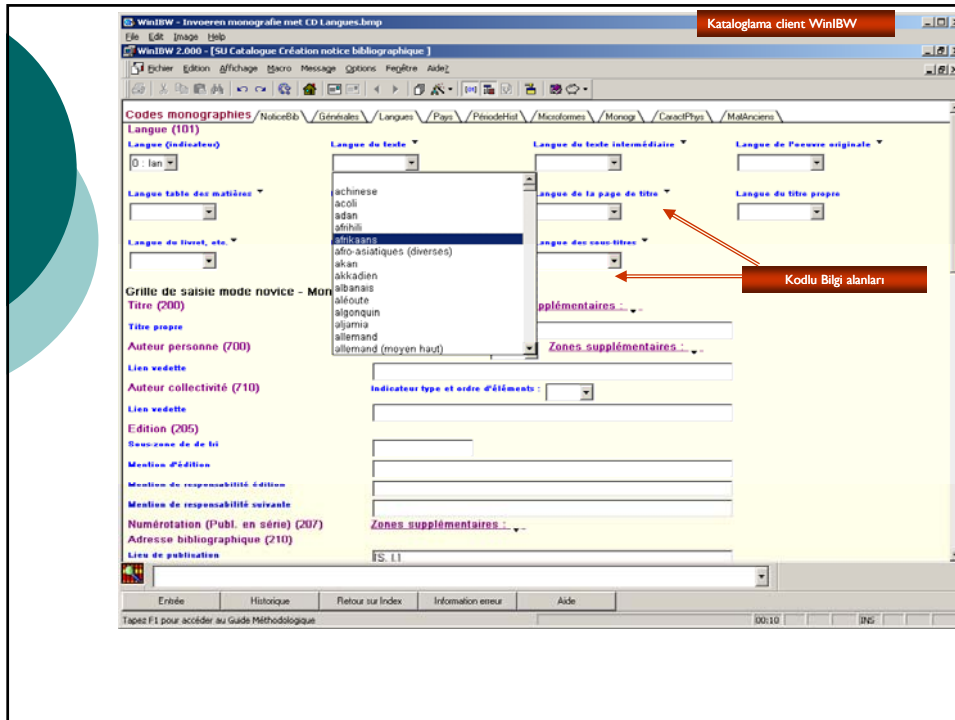 WinIBW - Invoeren monografie met CD Langues.bmp
Kataloglama client WinIBW
File Edit Image Help
WinIBW 2.000 - [SU Catalogue Création notice bibliographique ]
Fichier Edition Affichage Macro Message Options Fenêtre Aide?
Codes monographies NoticeBib Générales Langues Pays PériodeHist Microformes Monogr CaractPhys MatAnciens
Langue (101)
Langue (indicateur) Langue du texte Langue du texte intermédiaire Langue de l'oeuvre originale
0 : lan
Langue table des matières Langue de la page de titre Langue du titre propre
Langue du livret, etc. Langue des sous-titres
achinese
acoli
adan
afrihili
afrikaans
afro-asiatiques (diverses)
akan
akkadien
albanais
aléoute
algonquin
aljamia
allemand
allemand (moyen haut)
Kodlu Bilgi alanları
Grille de saisie mode novice - Mon
Titre (200) pplémentaires :
Titre propre
Auteur personne (700) Zones supplémentaires :
Lien vedette
Auteur collectivité (710) Indicateur type et ordre d'éléments :
Lien vedette
Edition (205)
Sous-zone de de tri
Mention d'édition
Mention de responsabilité édition
Mention de responsabilité suivante
Numérotation (Publ. en série) (207) Zones supplémentaires :
Adresse bibliographique (210)
Lieu de publication [S. l.]
Entrée Historique Retour sur Index Information erreur Aide
Tapez F1 pour accéder au Guide Méthodologique 00:10 INS